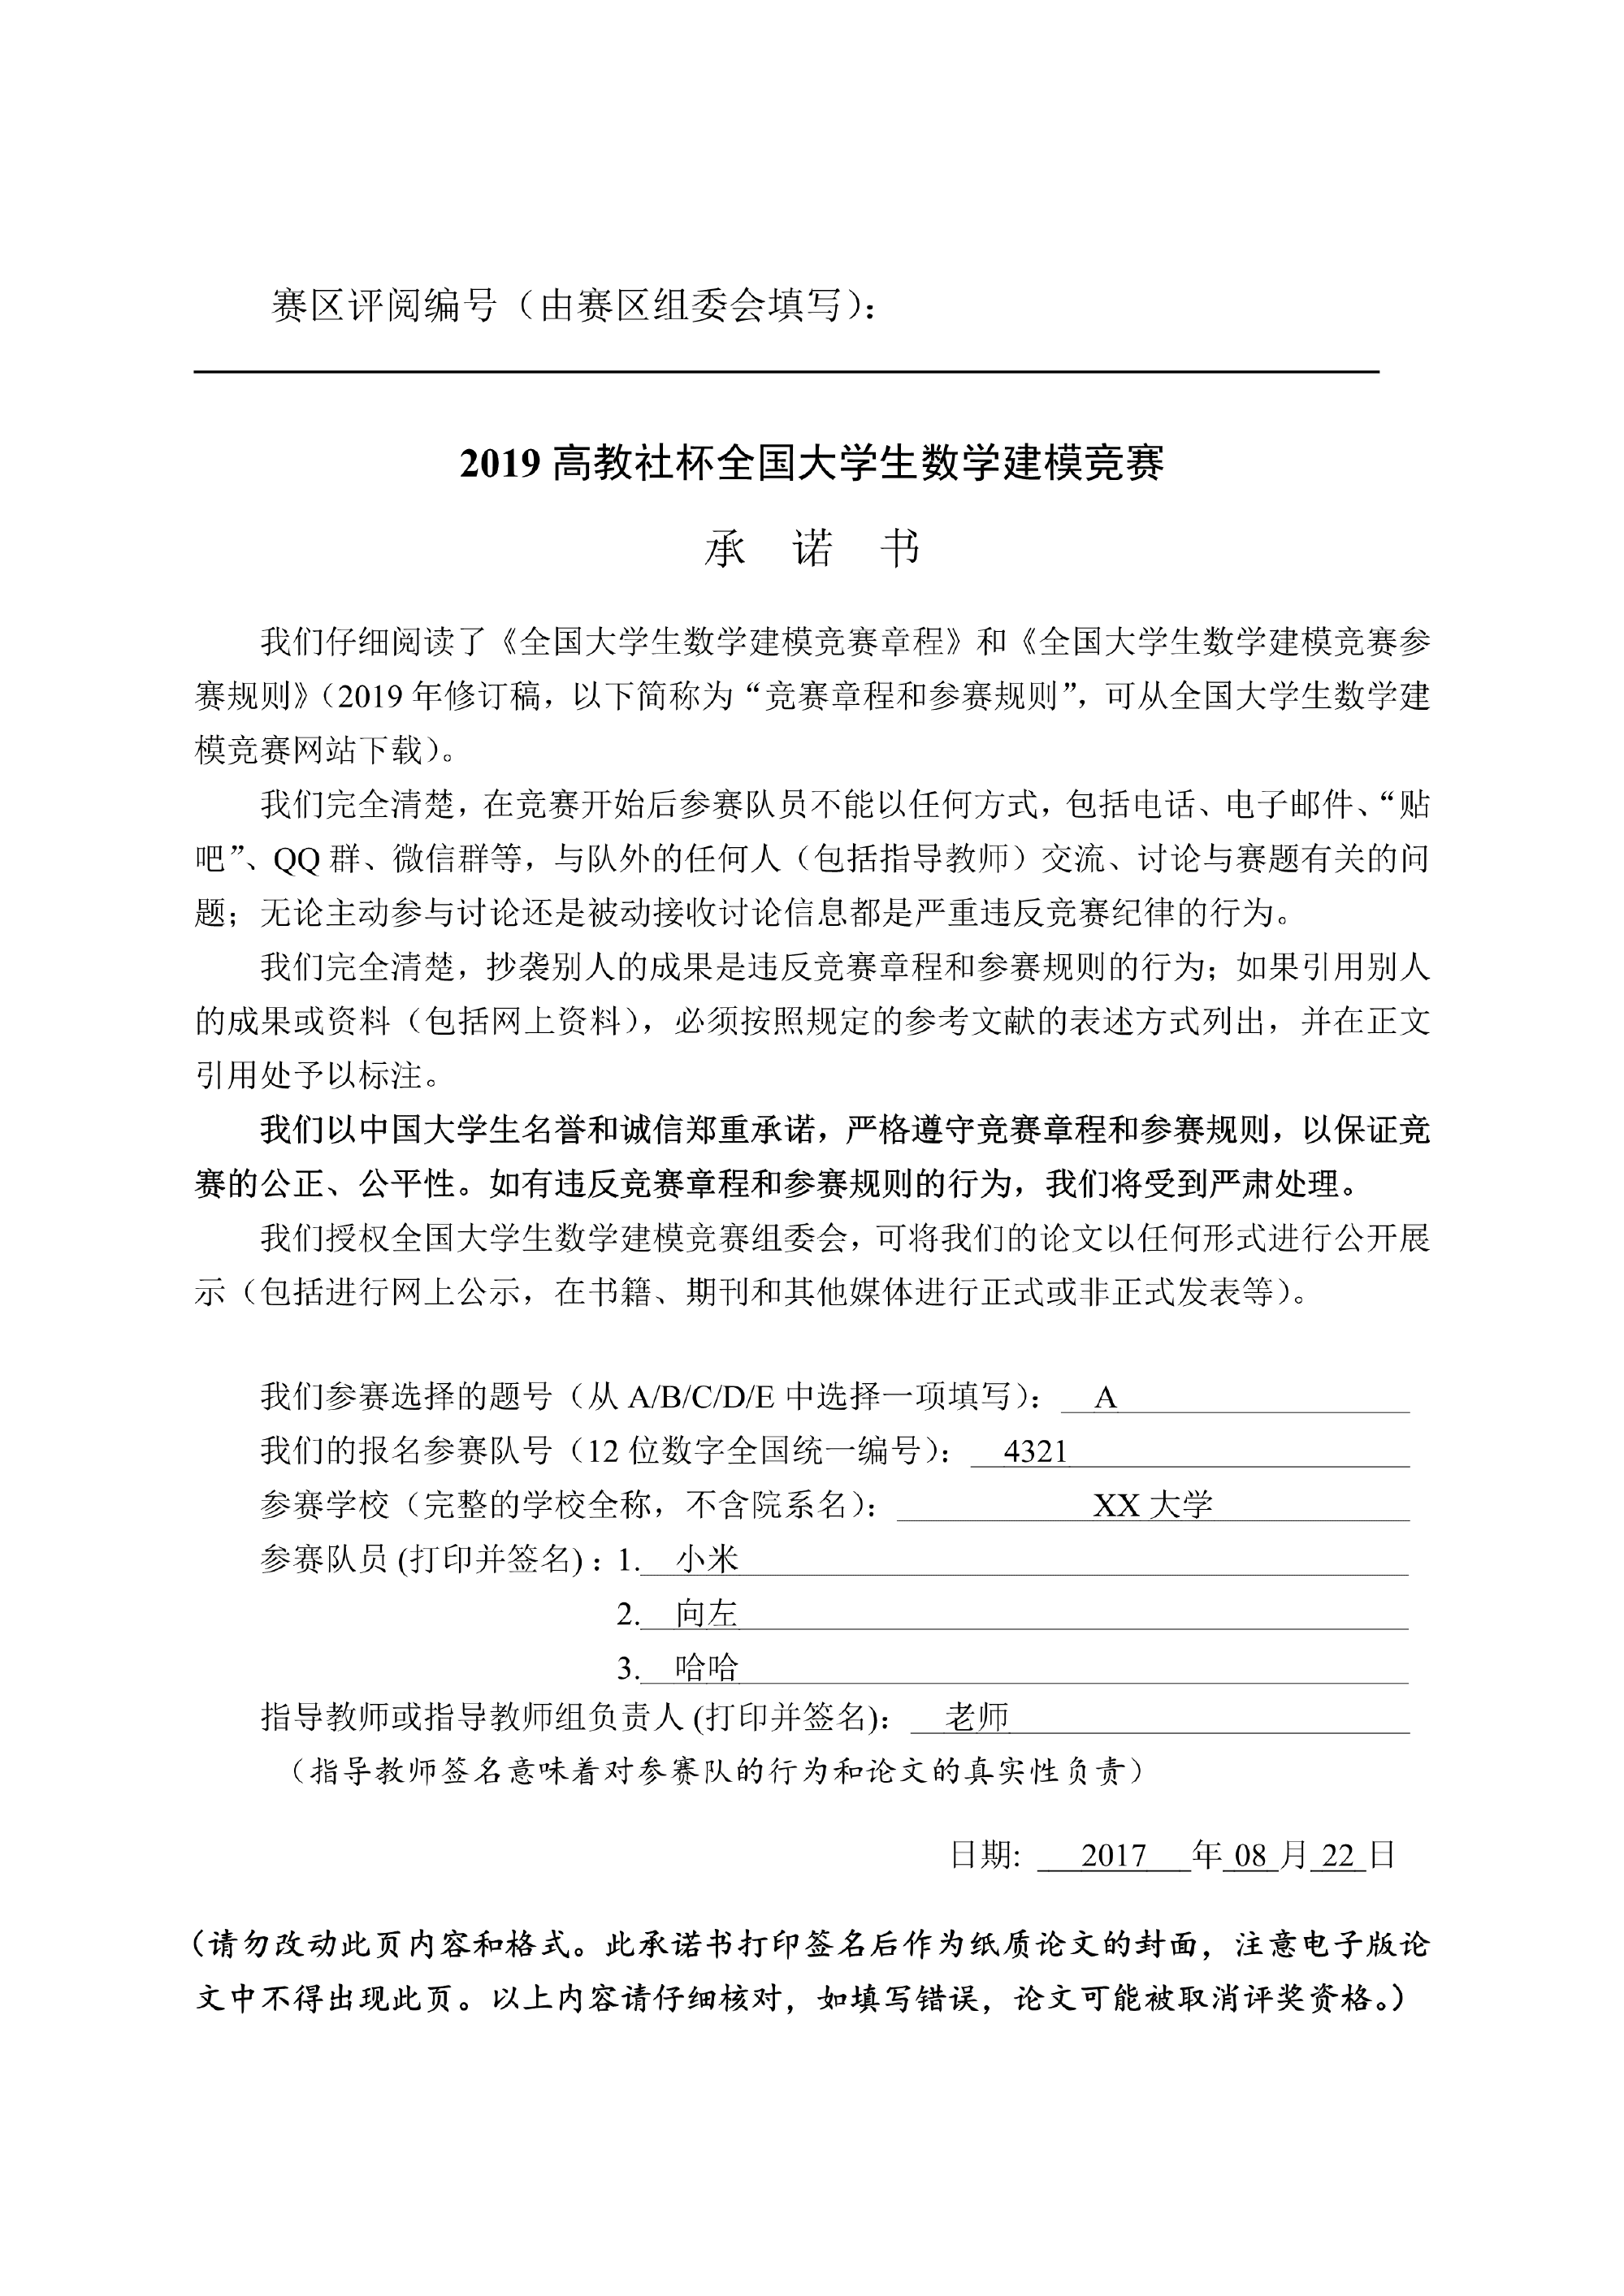 赛区评阅编号（由赛区组委会填写）：
2019 高教社杯全国大学生数学建模竞赛
承 诺 书
我们仔细阅读了《全国大学生数学建模竞赛章程》和《全国大学生数学建模竞赛参
赛规则》（2019 年修订稿，以下简称为“竞赛章程和参赛规则”，可从全国大学生数学建
模竞赛网站下载）。
我们完全清楚，在竞赛开始后参赛队员不能以任何方式，包括电话、电子邮件、“贴
吧”、QQ 群、微信群等，与队外的任何人（包括指导教师）交流、讨论与赛题有关的问
题；无论主动参与讨论还是被动接收讨论信息都是严重违反竞赛纪律的行为。
我们完全清楚，抄袭别人的成果是违反竞赛章程和参赛规则的行为；如果引用别人
的成果或资料（包括网上资料），必须按照规定的参考文献的表述方式列出，并在正文
引用处予以标注。
我们以中国大学生名誉和诚信郑重承诺，严格遵守竞赛章程和参赛规则，以保证竞
赛的公正、公平性。如有违反竞赛章程和参赛规则的行为，我们将受到严肃处理。
我们授权全国大学生数学建模竞赛组委会，可将我们的论文以任何形式进行公开展
示（包括进行网上公示，在书籍、期刊和其他媒体进行正式或非正式发表等）。
我们参赛选择的题号（从 A/B/C/D/E 中选择一项填写）： A
我们的报名参赛队号（12 位数字全国统一编号）： 4321
参赛学校（完整的学校全称，不含院系名）： XX 大学
参赛队员 (打印并签名) ：1. 小米
2. 向左
3. 哈哈
指导教师或指导教师组负责人 (打印并签名)： 老师
（指导教师签名意味着对参赛队的行为和论文的真实性负责）
日期: 2017 年 08 月 22 日
（请勿改动此页内容和格式。此承诺书打印签名后作为纸质论文的封面，注意电子版论
文中不得出现此页。以上内容请仔细核对，如填写错误，论文可能被取消评奖资格。）